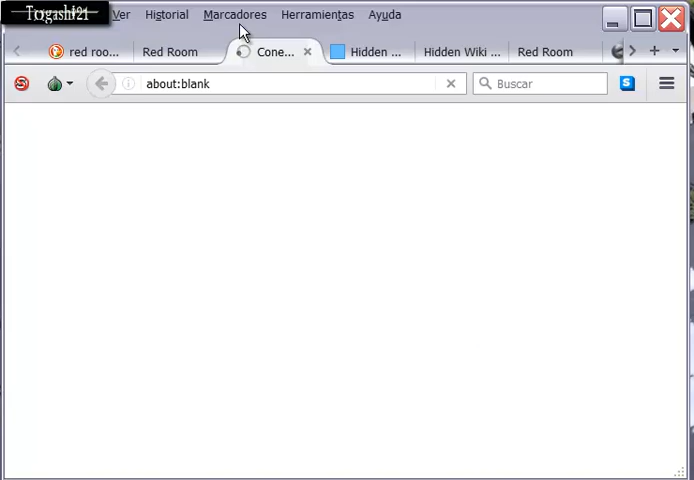 Togashi21
Ver Historial Marcadores Herramientas Ayuda
red roo... Red Room Cone... Hidden ... Hidden Wiki ... Red Room
about:blank Buscar
S